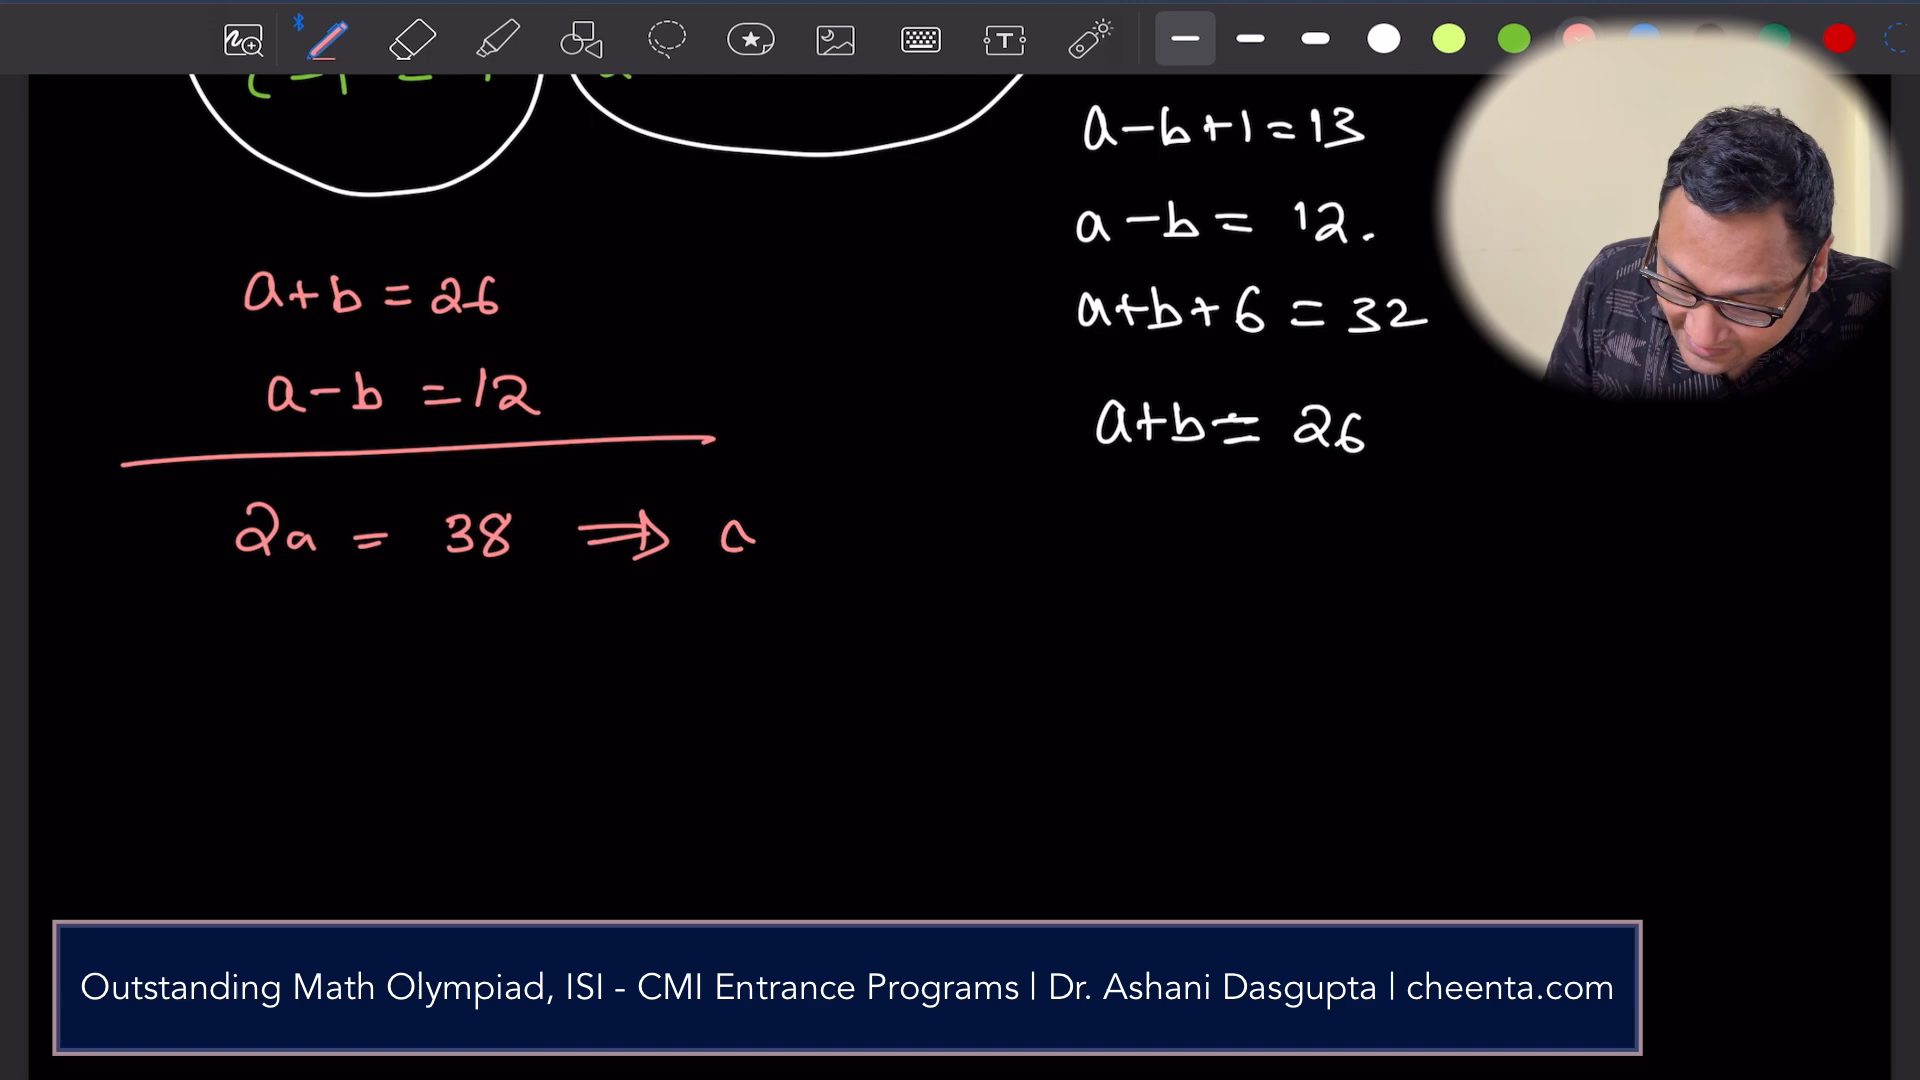 a-b+1=13
a-b= 12.
a+b+6=32
a+b= 26
a+b=26
a-b=12
2a = 38 ⇒ a
Outstanding Math Olympiad, ISI - CMI Entrance Programs | Dr. Ashani Dasgupta | cheenta.com